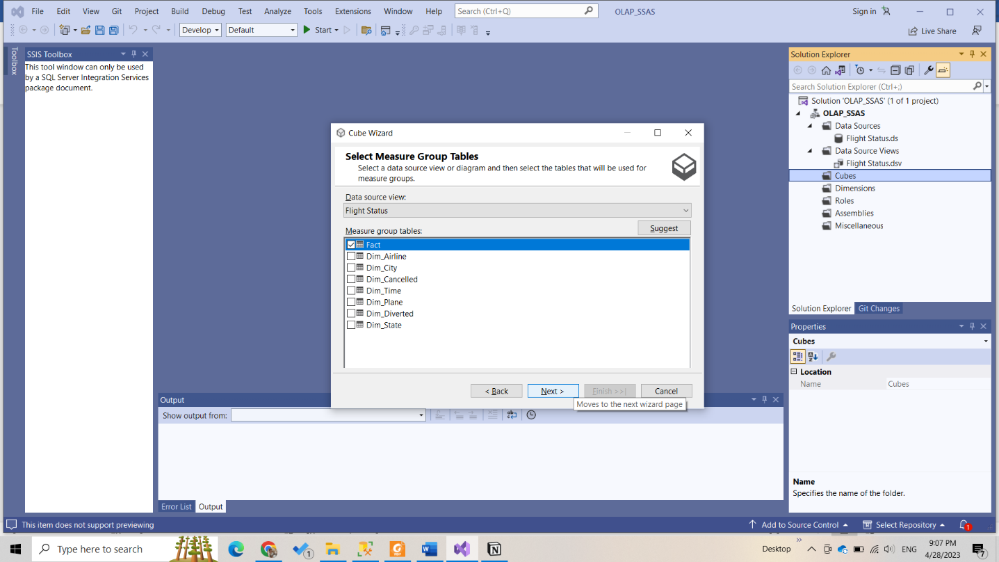 File Edit View Git Project Build Debug Test Analyze Tools Extensions Window Help Search (Ctrl+Q) OLAP_SSAS Sign in
Develop Default Start Live Share
Toolbox
SSIS Toolbox
This tool window can only be used
by a SQL Server Integration Services
package document.
Cube Wizard
Select Measure Group Tables
Select a data source view or diagram and then select the tables that will be used for
measure groups.
Data source view:
Flight Status
Measure group tables:
Suggest
Fact
Dim_Airline
Dim_City
Dim_Cancelled
Dim_Time
Dim_Plane
Dim_Diverted
Dim_State
< Back Next > Finish >>| Cancel
Moves to the next wizard page
Output
Show output from:
Error List Output
Solution Explorer
Search Solution Explorer (Ctrl+;)
Solution 'OLAP_SSAS' (1 of 1 project)
OLAP_SSAS
Data Sources
Flight Status.ds
Data Source Views
Flight Status.dsv
Cubes
Dimensions
Roles
Assemblies
Miscellaneous
Solution Explorer Git Changes
Properties
Cubes
Location
Name Cubes
Name
Specifies the name of the folder.
This item does not support previewing Add to Source Control Select Repository 1
Type here to search 1 Desktop ENG 9:07 PM
4/28/2023 7